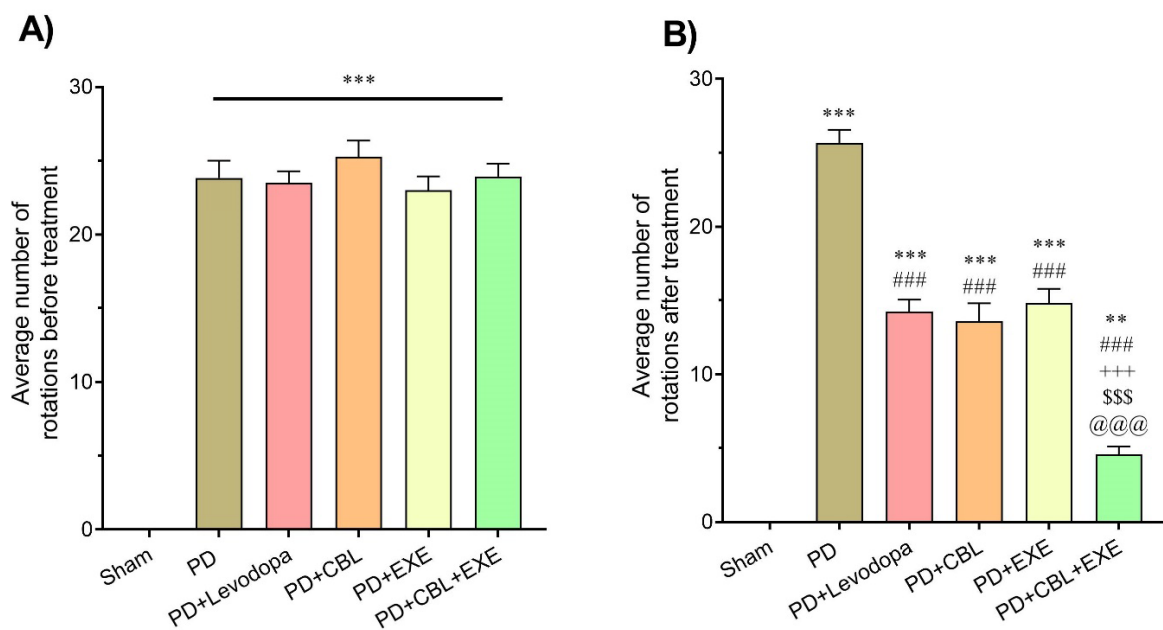 A)
Average number of
rotations before treatment
30
20
10
0
***
Sham
PD
PD+Levodopa
PD+CBL
PD+EXE
PD+CBL+EXE
B)
Average number of
rotations after treatment
30
20
10
0
***
***
###
***
###
***
###
**
###
+++
$$$
@@@
Sham
PD
PD+Levodopa
PD+CBL
PD+EXE
PD+CBL+EXE